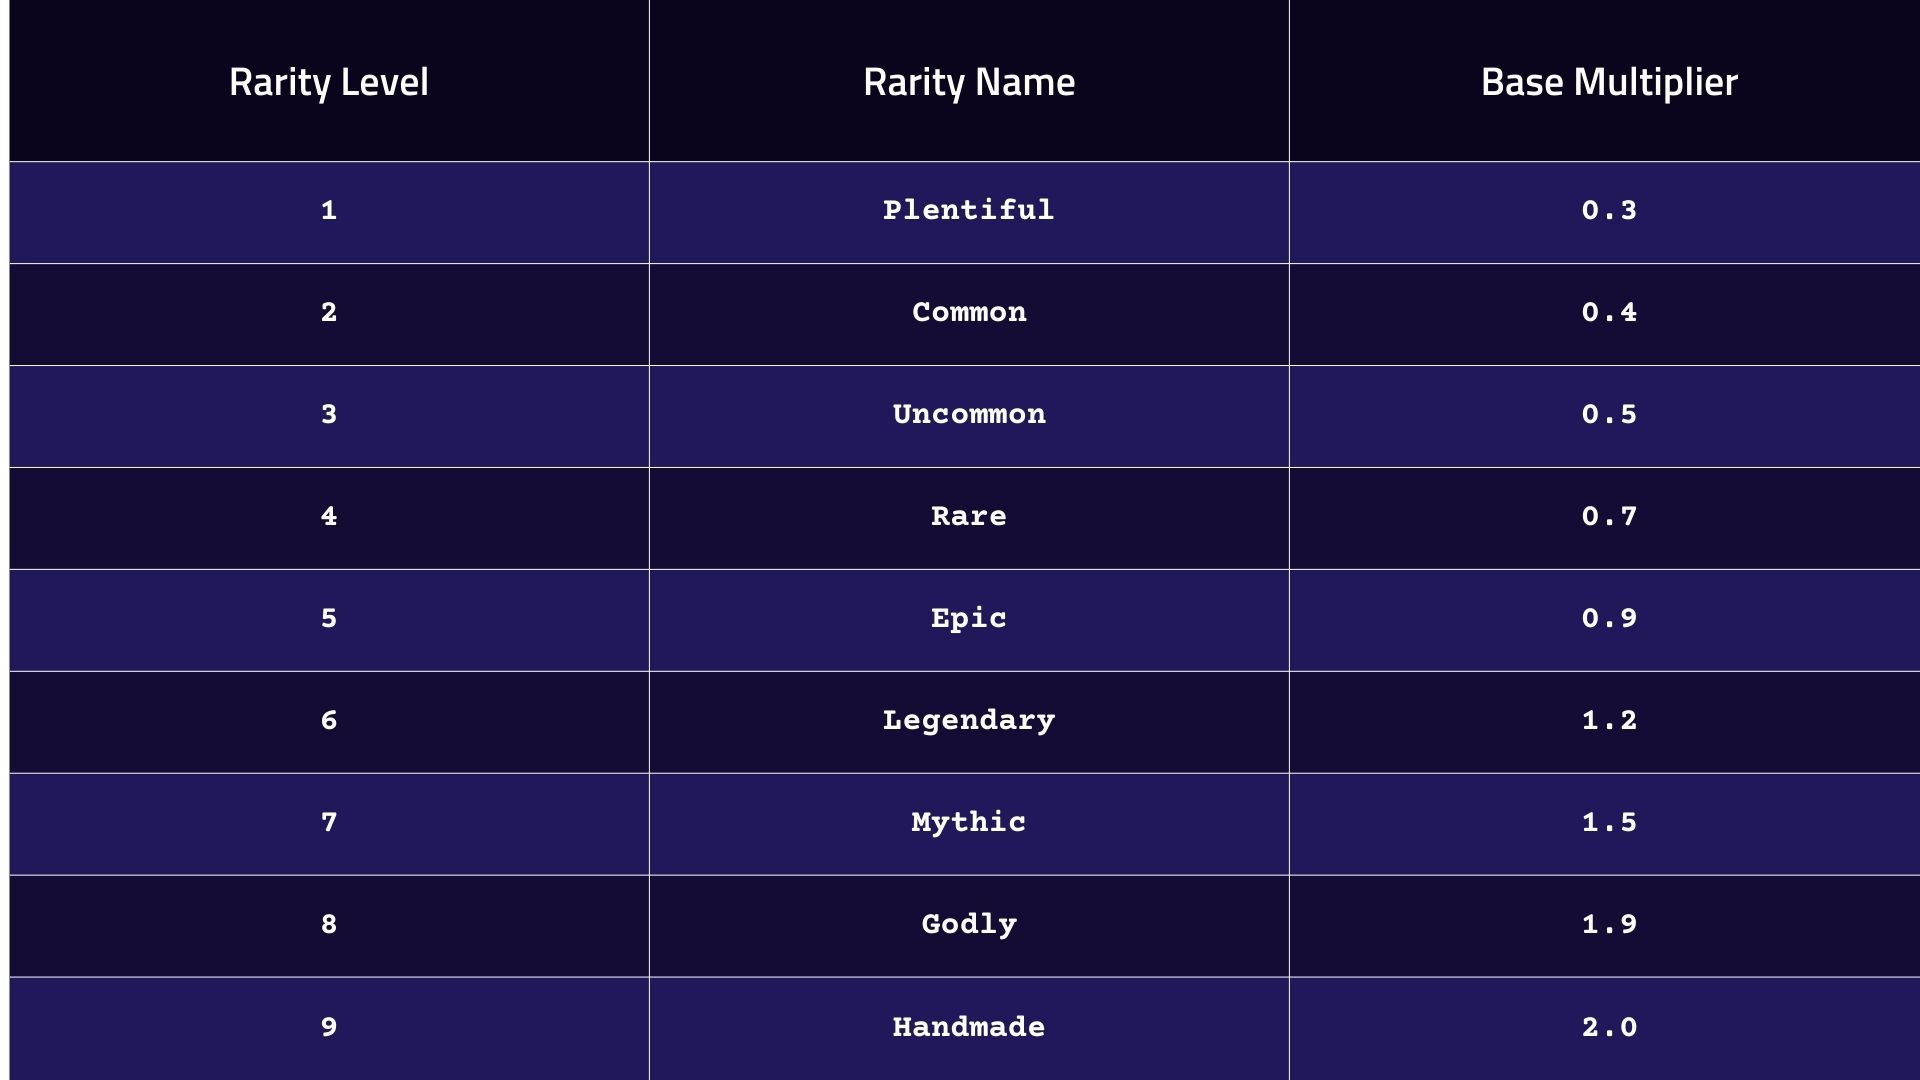 Rarity Level Rarity Name Base Multiplier
1 Plentiful 0.3
2 Common 0.4
3 Uncommon 0.5
4 Rare 0.7
5 Epic 0.9
6 Legendary 1.2
7 Mythic 1.5
8 Godly 1.9
9 Handmade 2.0